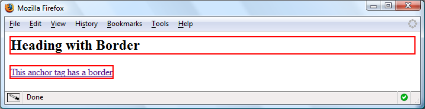 Mozilla Firefox
File Edit View History Bookmarks Tools Help
Heading with Border
This anchor tag has a border
Done